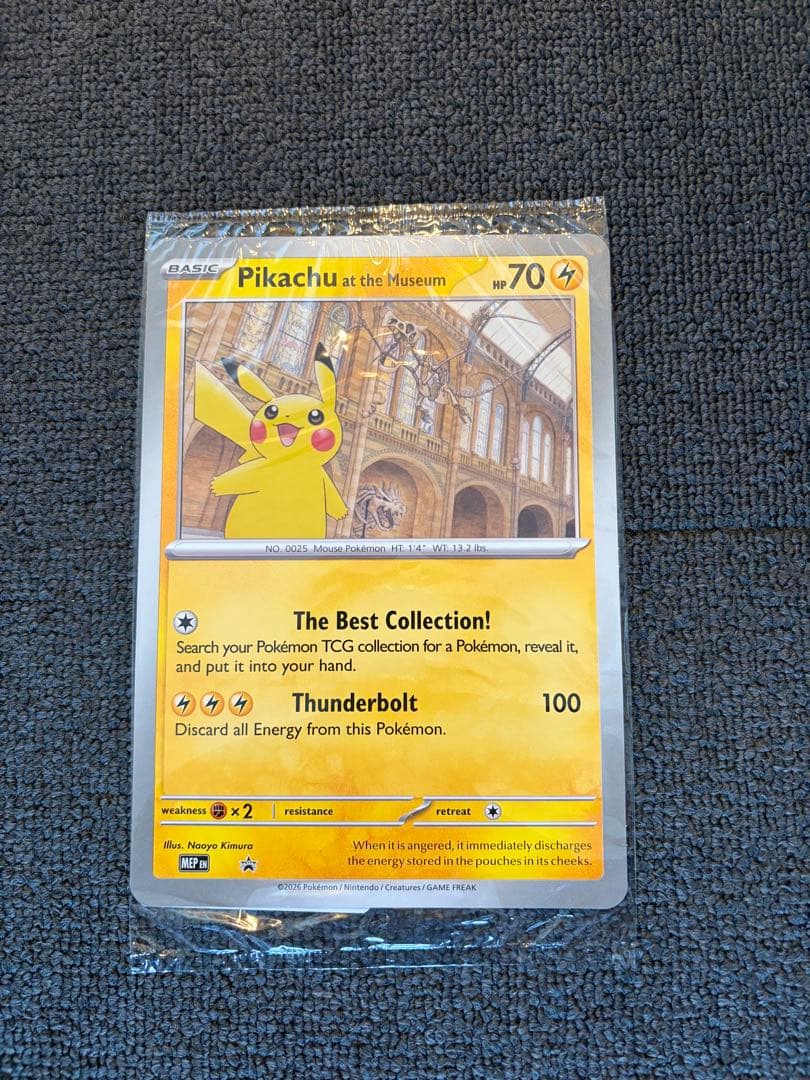 BASIC Pikachu at the Museum HP 70
NO. 0025 Mouse Pokémon HT: 1'4" WT: 13.2 lbs.
The Best Collection!
Search your Pokémon TCG collection for a Pokémon, reveal it,
and put it into your hand.
Thunderbolt 100
Discard all Energy from this Pokémon.
weakness ×2 resistance retreat
Illus. Naoyo Kimura
MEP EN
When it is angered, it immediately discharges
the energy stored in the pouches in its cheeks.
©2026 Pokémon / Nintendo / Creatures / GAME FREAK